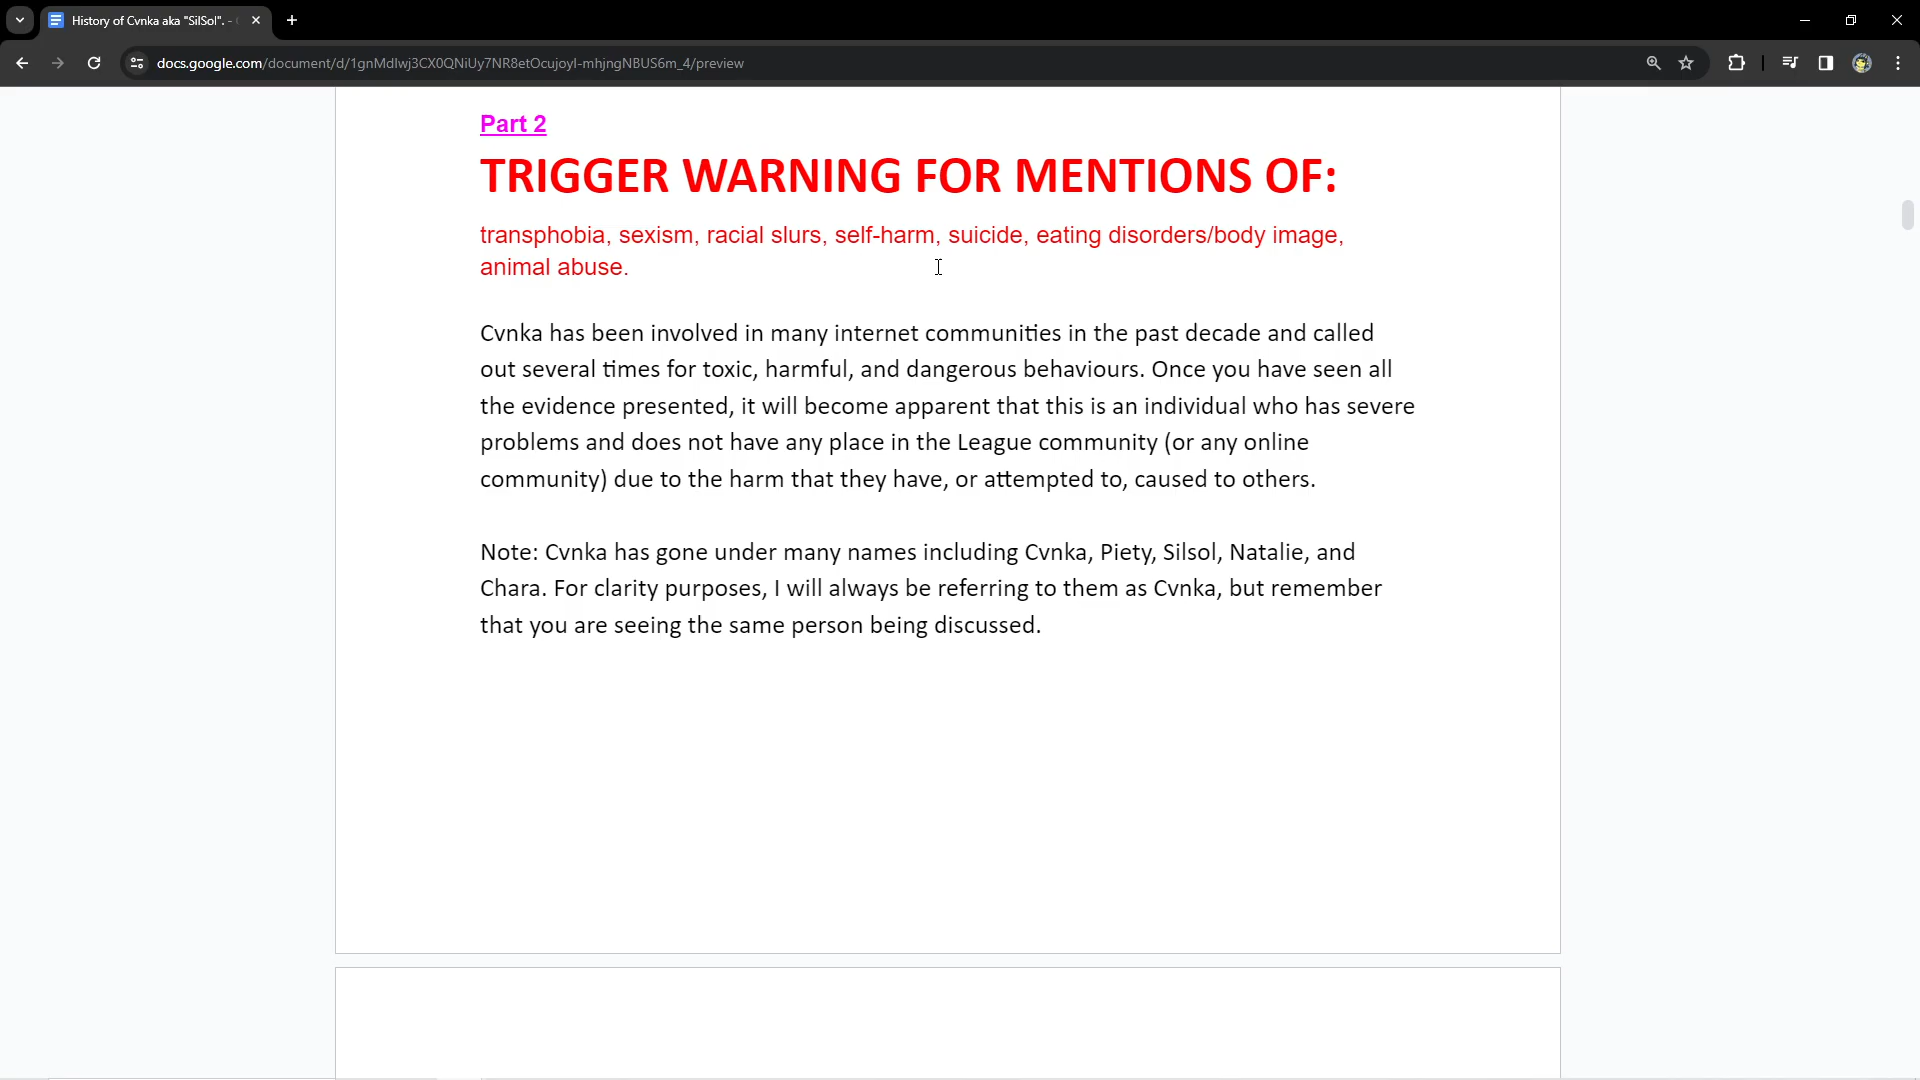 History of Cvnka aka "SilSol". -
docs.google.com/document/d/1gnMdIwj3CX0QNiUy7NR8etOcujoyI-mhjngNBUS6m_4/preview
Part 2
TRIGGER WARNING FOR MENTIONS OF:
transphobia, sexism, racial slurs, self-harm, suicide, eating disorders/body image,
animal abuse.
Cvnka has been involved in many internet communities in the past decade and called
out several times for toxic, harmful, and dangerous behaviours. Once you have seen all
the evidence presented, it will become apparent that this is an individual who has severe
problems and does not have any place in the League community (or any online
community) due to the harm that they have, or attempted to, caused to others.
Note: Cvnka has gone under many names including Cvnka, Piety, Silsol, Natalie, and
Chara. For clarity purposes, I will always be referring to them as Cvnka, but remember
that you are seeing the same person being discussed.